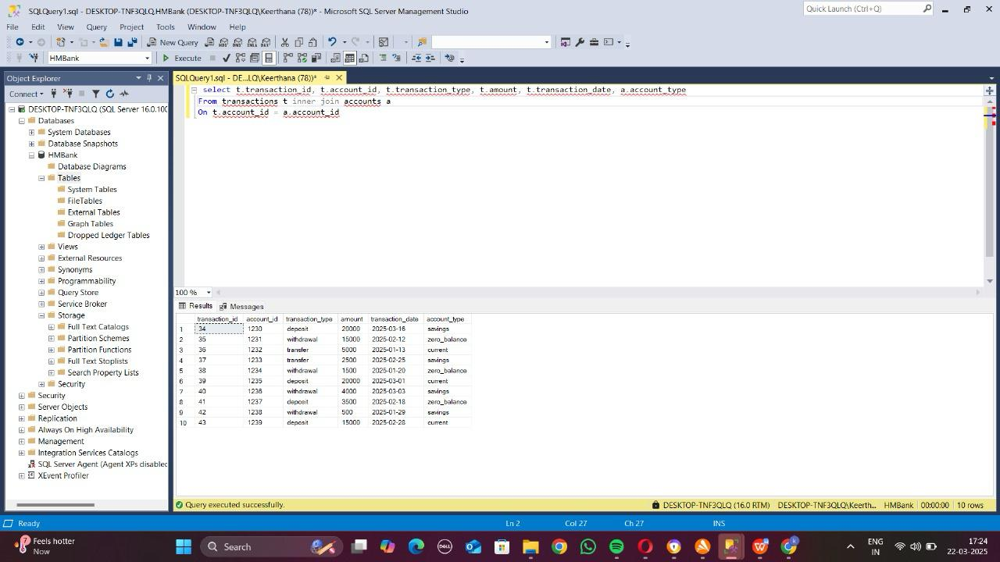 SQLQuery1.sql - DESKTOP-TNF3QLQ.HMBank (DESKTOP-TNF3QLQ\Keerthana (78))* - Microsoft SQL Server Management Studio
Quick Launch (Ctrl+Q)
File Edit View Query Project Tools Window Help
New Query
HMBank Execute
Object Explorer
Connect
DESKTOP-TNF3QLQ (SQL Server 16.0.100
Databases
System Databases
Database Snapshots
HMBank
Database Diagrams
Tables
System Tables
FileTables
External Tables
Graph Tables
Dropped Ledger Tables
Views
External Resources
Synonyms
Programmability
Query Store
Service Broker
Storage
Full Text Catalogs
Partition Schemes
Partition Functions
Full Text Stoplists
Search Property Lists
Security
Security
Server Objects
Replication
Always On High Availability
Management
Integration Services Catalogs
SQL Server Agent (Agent XPs disabled
XEvent Profiler
SQLQuery1.sql - DE...LQ\Keerthana (78))*
select t.transaction_id, t.account_id, t.transaction_type, t.amount, t.transaction_date, a.account_type
From transactions t inner join accounts a
On t.account_id = a.account_id
100 %
Results Messages
transaction_id account_id transaction_type amount transaction_date account_type
1 34 1230 deposit 20000 2025-03-16 savings
2 35 1231 withdrawal 15000 2025-02-12 zero_balance
3 36 1232 transfer 5000 2025-01-13 current
4 37 1233 transfer 2500 2025-02-25 savings
5 38 1234 withdrawal 1500 2025-01-20 zero_balance
6 39 1235 deposit 20000 2025-03-01 current
7 40 1236 withdrawal 4000 2025-03-03 savings
8 41 1237 deposit 3500 2025-02-18 zero_balance
9 42 1238 withdrawal 500 2025-01-29 savings
10 43 1239 deposit 15000 2025-02-28 current
Query executed successfully. DESKTOP-TNF3QLQ (16.0 RTM) DESKTOP-TNF3QLQ\Keerth... HMBank 00:00:00 10 rows
Ready Ln 2 Col 27 Ch 27 INS
Feels hotter
Now
Search
DELL
ENG
IN
17:24
22-03-2025